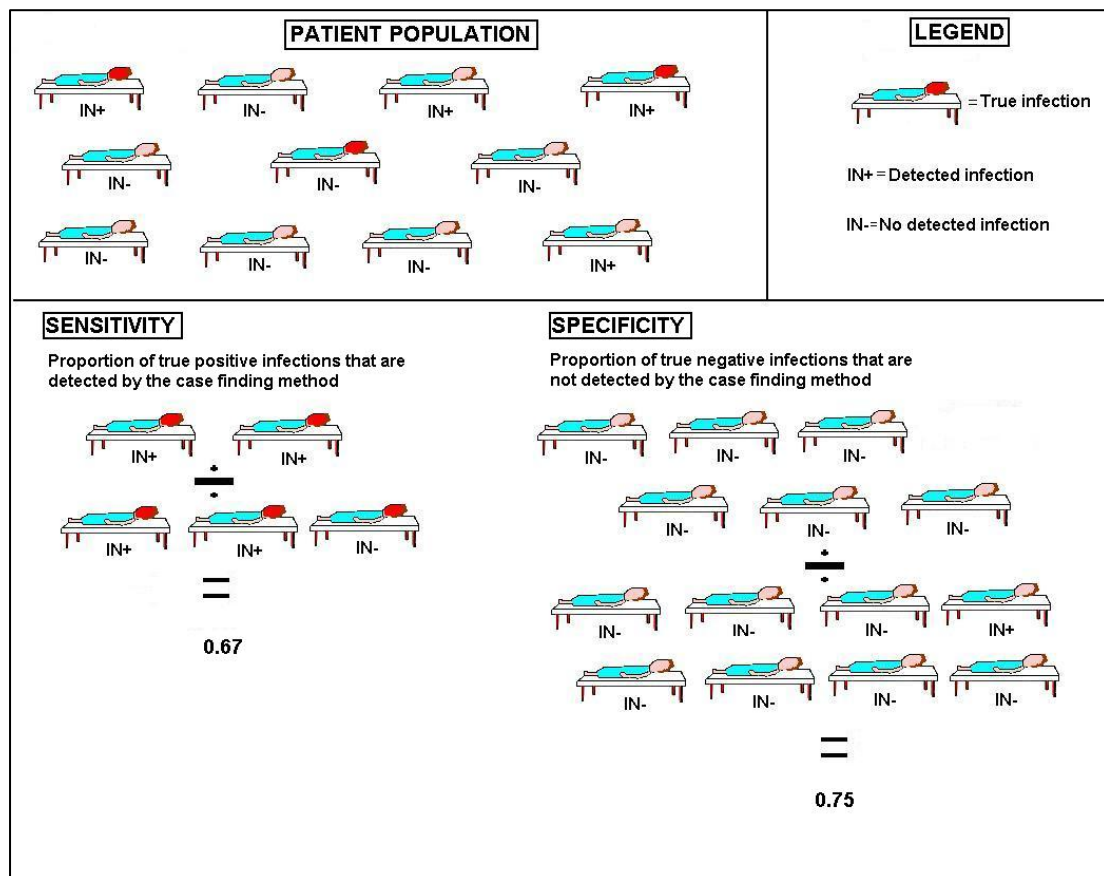 PATIENT POPULATION
IN+ IN- IN+ IN+
IN- IN- IN-
IN- IN- IN- IN+
LEGEND
= True infection
IN+ = Detected infection
IN-=No detected infection
SENSITIVITY
Proportion of true positive infections that are
detected by the case finding method
IN+ IN+
÷
IN+ IN+ IN-
=
0.67
SPECIFICITY
Proportion of true negative infections that are
not detected by the case finding method
IN- IN- IN-
IN- IN- IN-
÷
IN- IN- IN- IN+
IN- IN- IN- IN-
=
0.75